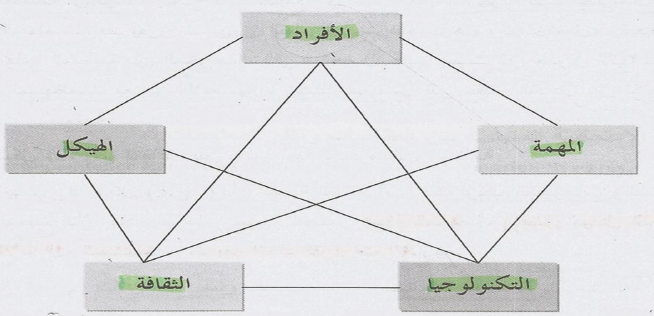 الأفراد
المهمة
الهيكل
التكنولوجيا
الثقافة